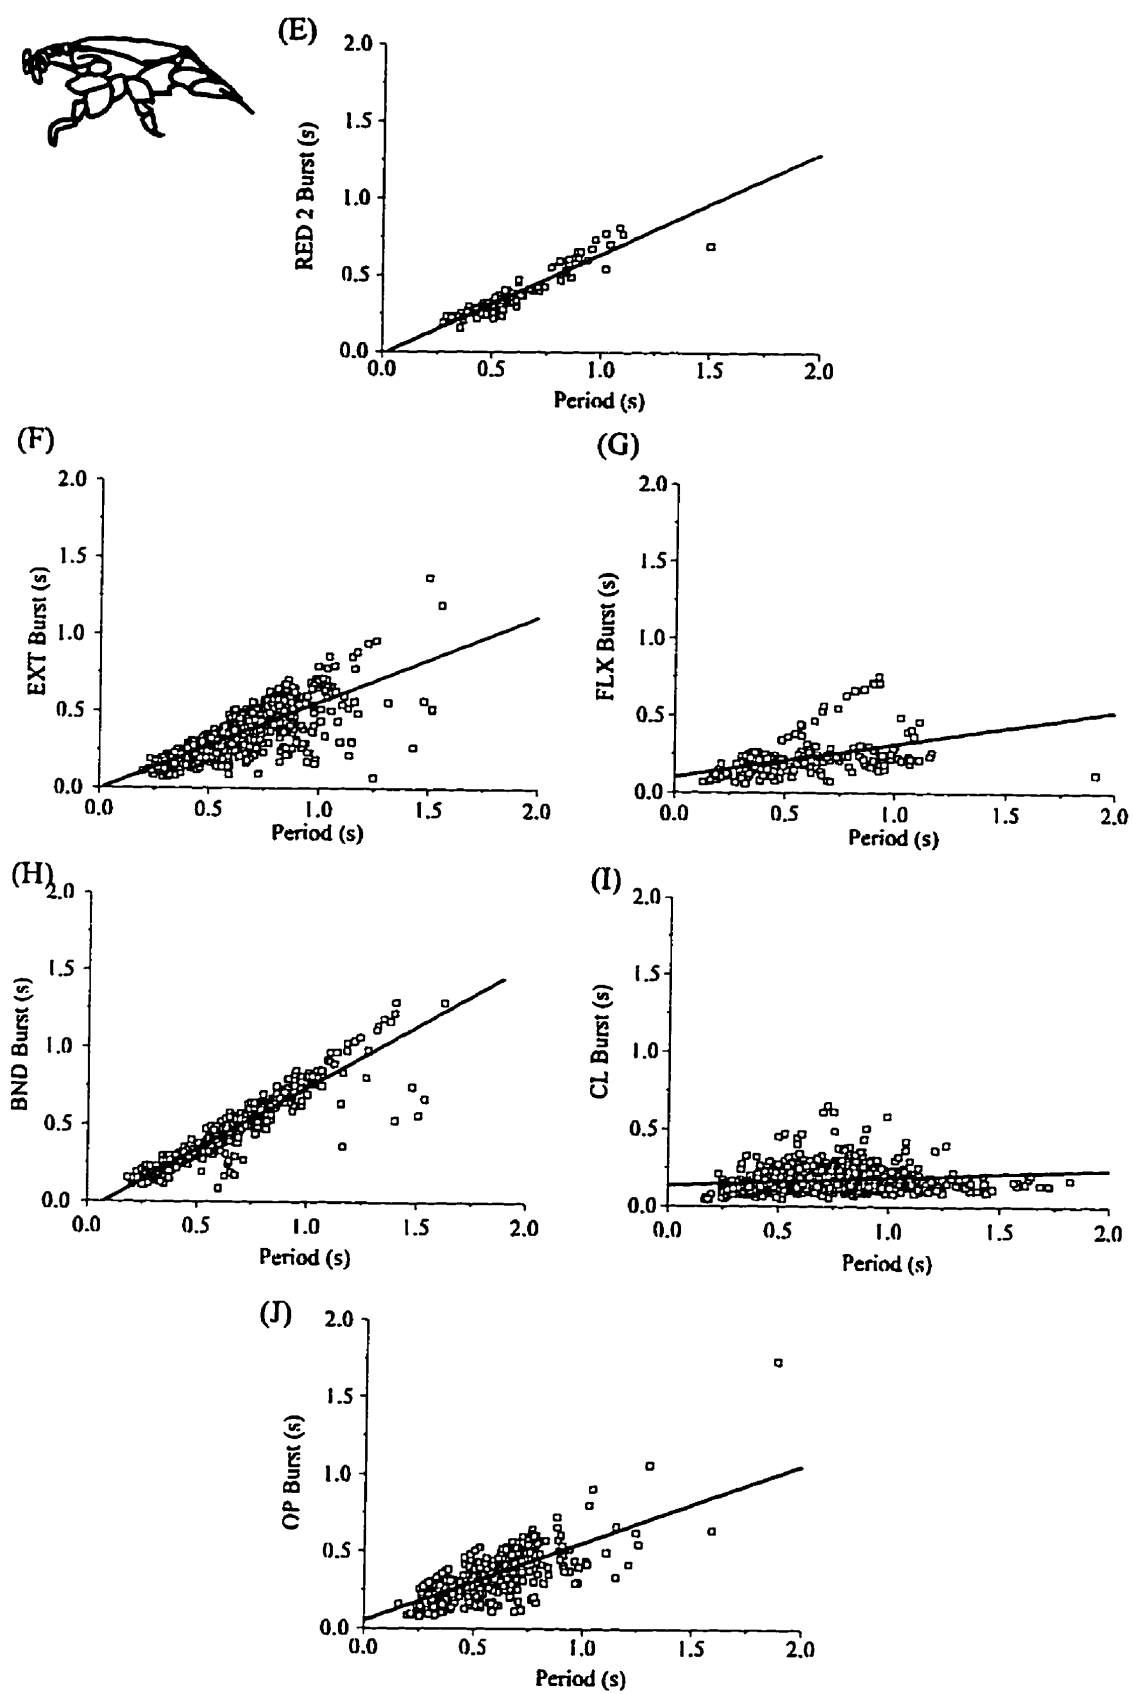 (E)
2.0
1.5
1.0
0.5
0.0
RED 2 Burst (s)
0.0 0.5 1.0 1.5 2.0
Period (s)
(F)
2.0
1.5
1.0
0.5
0.0
EXT Burst (s)
0.0 0.5 1.0 1.5 2.0
Period (s)
(G)
2.0
1.5
1.0
0.5
0.0
FLX Burst (s)
0.0 0.5 1.0 1.5 2.0
Period (s)
(H)
2.0
1.5
1.0
0.5
0.0
BND Burst (s)
0.0 0.5 1.0 1.5 2.0
Period (s)
(I)
2.0
1.5
1.0
0.5
0.0
CL Burst (s)
0.0 0.5 1.0 1.5 2.0
Period (s)
(J)
2.0
1.5
1.0
0.5
0.0
OP Burst (s)
0.0 0.5 1.0 1.5 2.0
Period (s)